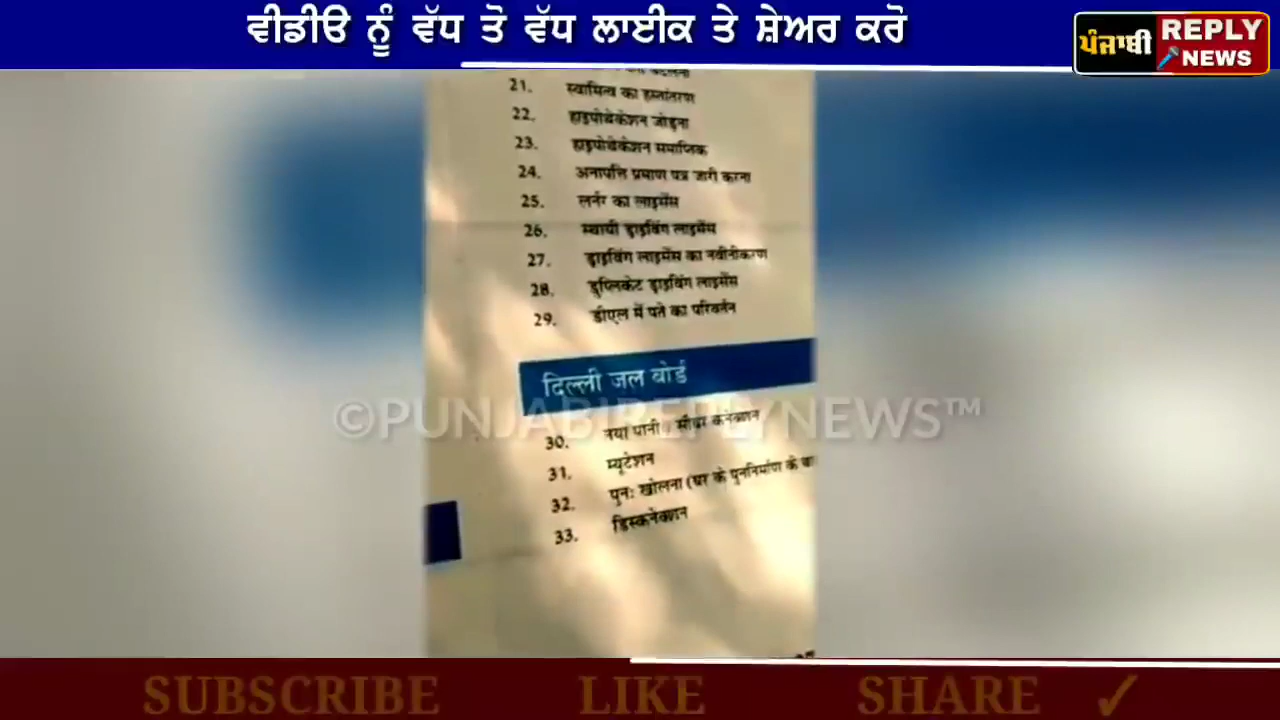 ਵੀਡੀਓ ਨੂੰ ਵੱਧ ਤੋ ਵੱਧ ਲਾਈਕ ਤੇ ਸ਼ੇਅਰ ਕਰੋ
ਪੰਜਾਬੀ REPLY NEWS
21. स्वामित्व का हस्तांतरण
22. हाइपोथेकेशन जोड़ना
23. हाइपोथेकेशन समाप्तिक
24. अनापत्ति प्रमाण पत्र जारी करना
25. लर्नर का लाइसेंस
26. स्थायी ड्राइविंग लाइसेंस
27. ड्राइविंग लाइसेंस का नवीनीकरण
28. डुप्लिकेट ड्राइविंग लाइसेंस
29. डीएल में पते का परिवर्तन
दिल्ली जल बोर्ड
©PUNJABIREPLYNEWS™
30. नया पानी / सीवर कनेक्शन
31. म्यूटेशन
32. पुनः खोलना (घर के पुननिर्माण के
33. डिस्कनेक्शन
SUBSCRIBE LIKE SHARE ✓